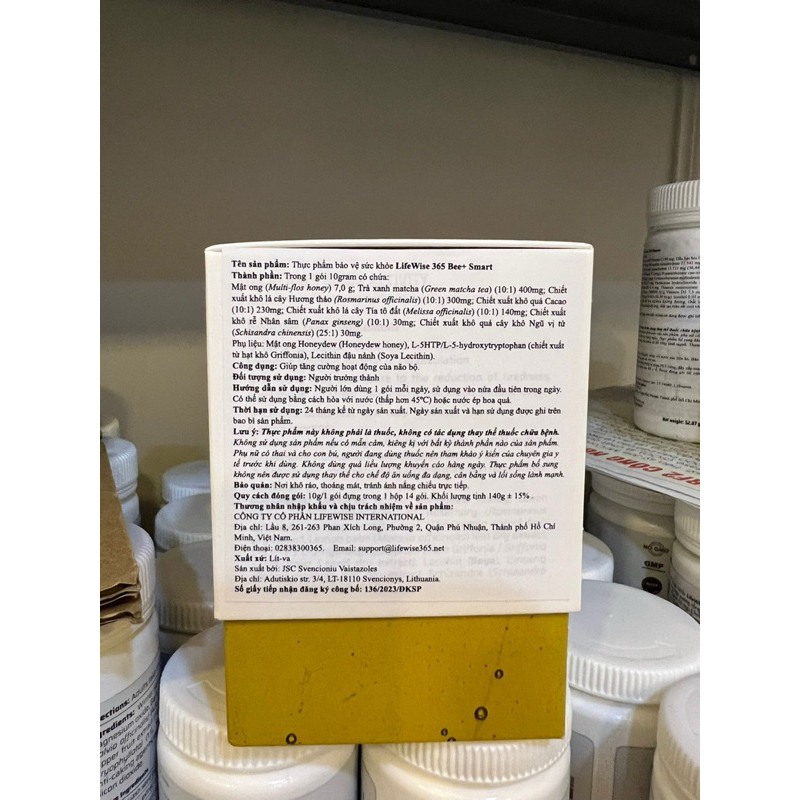 Tên sản phẩm: Thực phẩm bảo vệ sức khỏe LifeWise 365 Bee+ Smart
Thành phần: Trong 1 gói 10gram có chứa:
Mật ong (Multi-flos honey) 7,0 g; Trà xanh matcha (Green matcha tea) (10:1) 400mg; Chiết
xuất khô lá cây Hương thảo (Rosmarinus officinalis) (10:1) 300mg; Chiết xuất khô quả Cacao
(10:1) 230mg; Chiết xuất khô lá cây Tía tô đất (Melissa officinalis) (10:1) 140mg; Chiết xuất
khô rễ Nhân sâm (Panax ginseng) (10:1) 30mg; Chiết xuất khô quả cây khô Ngũ vị tử
(Schisandra chinensis) (25:1) 30mg.
Phụ liệu: Mật ong Honeydew (Honeydew honey), L-5HTP/L-5-hydroxytryptophan (chiết xuất
từ hạt khô Griffonia), Lecithin đậu nành (Soya Lecithin).
Công dụng: Giúp tăng cường hoạt động của não bộ.
Đối tượng sử dụng: Người trưởng thành
Hướng dẫn sử dụng: Người lớn dùng 1 gói mỗi ngày, sử dụng vào nửa đầu tiên trong ngày.
Có thể sử dụng bằng cách hòa với nước (thấp hơn 45°C) hoặc nước ép hoa quả.
Thời hạn sử dụng: 24 tháng kể từ ngày sản xuất. Ngày sản xuất và hạn sử dụng được ghi trên
bao bì sản phẩm.
Lưu ý: Thực phẩm này không phải là thuốc, không có tác dụng thay thế thuốc chữa bệnh.
Không sử dụng sản phẩm nếu có mẫn cảm, kiêng kị với bất kỳ thành phần nào của sản phẩm.
Phụ nữ có thai và cho con bú, người đang dùng thuốc nên tham khảo ý kiến của chuyên gia y
tế trước khi dùng. Không dùng quá liều lượng khuyến cáo hàng ngày. Thực phẩm bổ sung
không nên được sử dụng thay thế cho chế độ ăn uống đa dạng, cân bằng và lối sống lành mạnh.
Bảo quản: Nơi khô ráo, thoáng mát, tránh ánh nắng chiếu trực tiếp.
Quy cách đóng gói: 10g/1 gói đựng trong 1 hộp 14 gói. Khối lượng tịnh 140g ± 15% .
Thương nhân nhập khẩu và chịu trách nhiệm về sản phẩm:
CÔNG TY CỔ PHẦN LIFEWISE INTERNATIONAL
Địa chỉ: Lầu 8, 261-263 Phan Xích Long, Phường 2, Quận Phú Nhuận, Thành phố Hồ Chí
Minh, Việt Nam.
Điện thoại: 02838300365. Email: support@lifewise365.net
Xuất xứ: Lít-va
Sản xuất bởi: JSC Svencioniu Vaistazoles
Địa chỉ: Adutiskio str. 3/4, LT-18110 Svencionys, Lithuania.
Số giấy tiếp nhận đăng ký công bố: 136/2023/ĐKSP
NO GMO
GMP